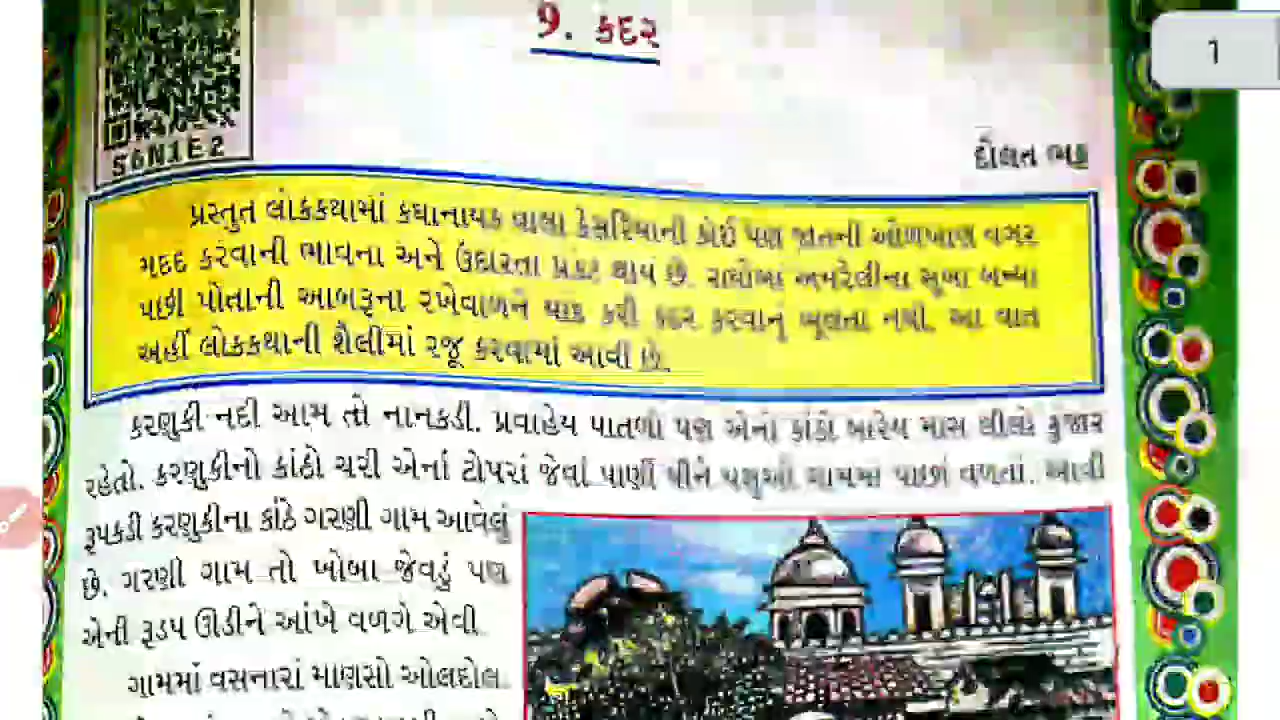 9. કદર
1
S6N1E2
દોલત ભટ્ટ
પ્રસ્તુત લોકકથામાં કથાનાયક વાલા કેસરિયાની કોઈ પણ જાતની ઓળખાણ વગર
મદદ કરવાની ભાવના અને ઉદારતા પ્રકટ થાય છે. રાઘોબા અમરેલીના સૂબા બન્યા
પછી પોતાની આબરૂના રખેવાળને યાદ કરી કદર કરવાનું ભૂલતા નથી. આ વાત
અહીં લોકકથાની શૈલીમાં રજૂ કરવામાં આવી છે.
કરણુકી નદી આમ તો નાનકડી. પ્રવાહેય પાતળો પણ એનો કાંઠો બારેય માસ લીલો કુંજાર
રહેતો. કરણુકીનો કાંઠો ચરી એનાં ટોપરાં જેવાં પાણી પીને પશુઓ ગામમાં પાછાં વળતાં. આવી
રૂપકડી કરણુકીના કાંઠે ગરણી ગામ આવેલું
છે. ગરણી ગામ તો ખોબા જેવડું પણ
એની રૂડપ ઊડીને આંખે વળગે એવી
ગામમાં વસનારાં માણસો ઓલદોલ